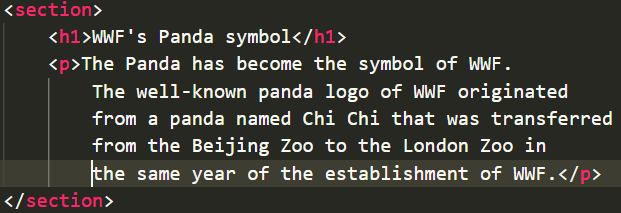 <section>
<h1>WWF's Panda symbol</h1>
<p>The Panda has become the symbol of WWF.
The well-known panda logo of WWF originated
from a panda named Chi Chi that was transferred
from the Beijing Zoo to the London Zoo in
the same year of the establishment of WWF.</p>
</section>